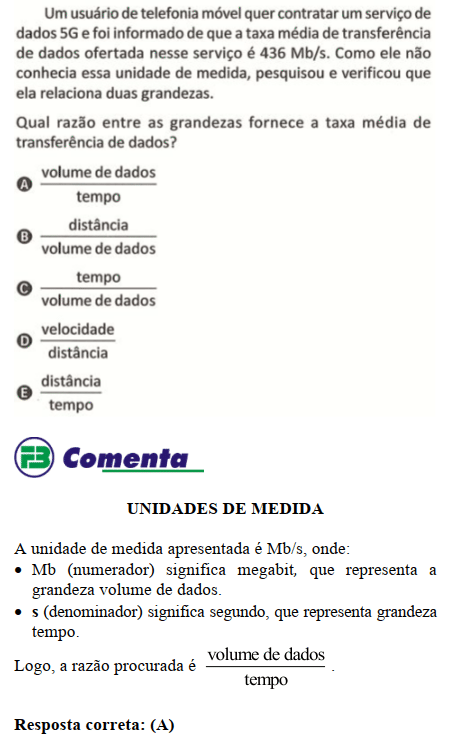 Um usuário de telefonia móvel quer contratar um serviço de
dados 5G e foi informado de que a taxa média de transferência
de dados ofertada nesse serviço é 436 Mb/s. Como ele não
conhecia essa unidade de medida, pesquisou e verificou que
ela relaciona duas grandezas.
Qual razão entre as grandezas fornece a taxa média de
transferência de dados?
A volume de dados
tempo
B distância
volume de dados
C tempo
volume de dados
D velocidade
distância
E distância
tempo
FB Comenta
UNIDADES DE MEDIDA
A unidade de medida apresentada é Mb/s, onde:
• Mb (numerador) significa megabit, que representa a
grandeza volume de dados.
• s (denominador) significa segundo, que representa grandeza
tempo.
Logo, a razão procurada é volume de dados
tempo .
Resposta correta: (A)